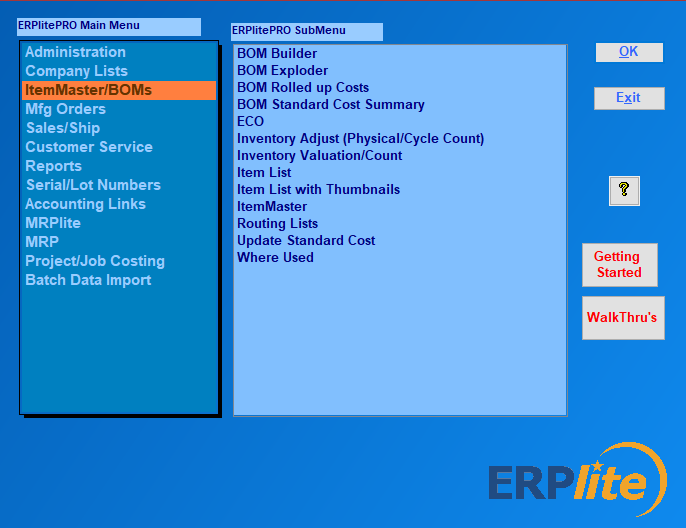 ERPlitePRO Main Menu
Administration
Company Lists
ItemMaster/BOMs
Mfg Orders
Sales/Ship
Customer Service
Reports
Serial/Lot Numbers
Accounting Links
MRPlite
MRP
Project/Job Costing
Batch Data Import
ERPlitePRO SubMenu
BOM Builder
BOM Exploder
BOM Rolled up Costs
BOM Standard Cost Summary
ECO
Inventory Adjust (Physical/Cycle Count)
Inventory Valuation/Count
Item List
Item List with Thumbnails
ItemMaster
Routing Lists
Update Standard Cost
Where Used
OK
Exit
?
Getting
Started
WalkThru's
ERPlite